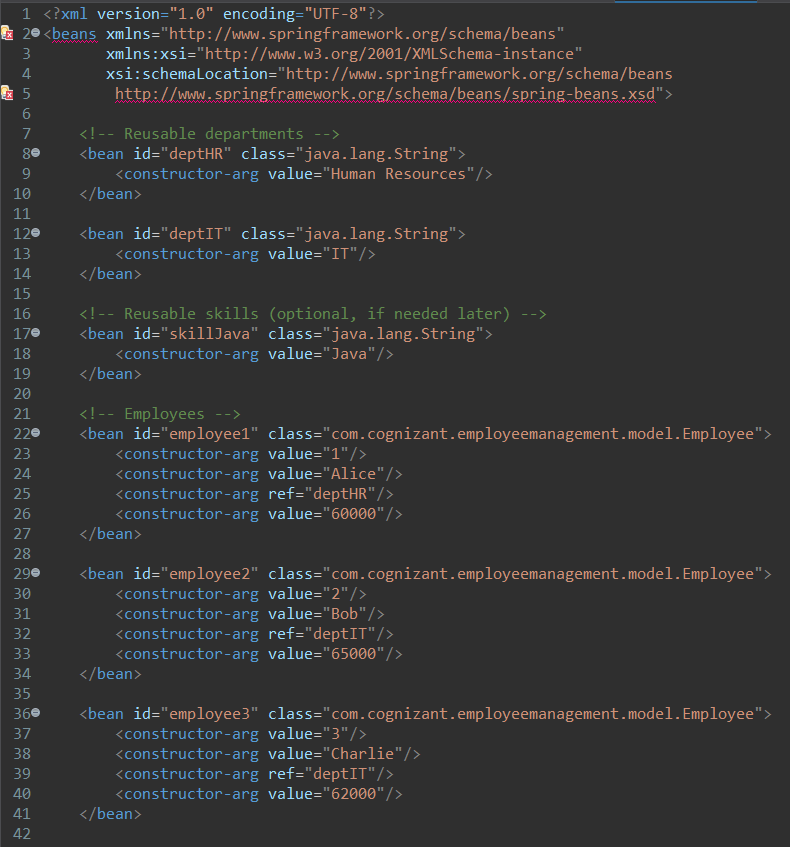 1 <?xml version="1.0" encoding="UTF-8"?>
2 <beans xmlns="http://www.springframework.org/schema/beans"
3        xmlns:xsi="http://www.w3.org/2001/XMLSchema-instance"
4        xsi:schemaLocation="http://www.springframework.org/schema/beans
5         http://www.springframework.org/schema/beans/spring-beans.xsd">
6
7     <!-- Reusable departments -->
8     <bean id="deptHR" class="java.lang.String">
9         <constructor-arg value="Human Resources"/>
10     </bean>
11
12     <bean id="deptIT" class="java.lang.String">
13         <constructor-arg value="IT"/>
14     </bean>
15
16     <!-- Reusable skills (optional, if needed later) -->
17     <bean id="skillJava" class="java.lang.String">
18         <constructor-arg value="Java"/>
19     </bean>
20
21     <!-- Employees -->
22     <bean id="employee1" class="com.cognizant.employeemanagement.model.Employee">
23         <constructor-arg value="1"/>
24         <constructor-arg value="Alice"/>
25         <constructor-arg ref="deptHR"/>
26         <constructor-arg value="60000"/>
27     </bean>
28
29     <bean id="employee2" class="com.cognizant.employeemanagement.model.Employee">
30         <constructor-arg value="2"/>
31         <constructor-arg value="Bob"/>
32         <constructor-arg ref="deptIT"/>
33         <constructor-arg value="65000"/>
34     </bean>
35
36     <bean id="employee3" class="com.cognizant.employeemanagement.model.Employee">
37         <constructor-arg value="3"/>
38         <constructor-arg value="Charlie"/>
39         <constructor-arg ref="deptIT"/>
40         <constructor-arg value="62000"/>
41     </bean>
42